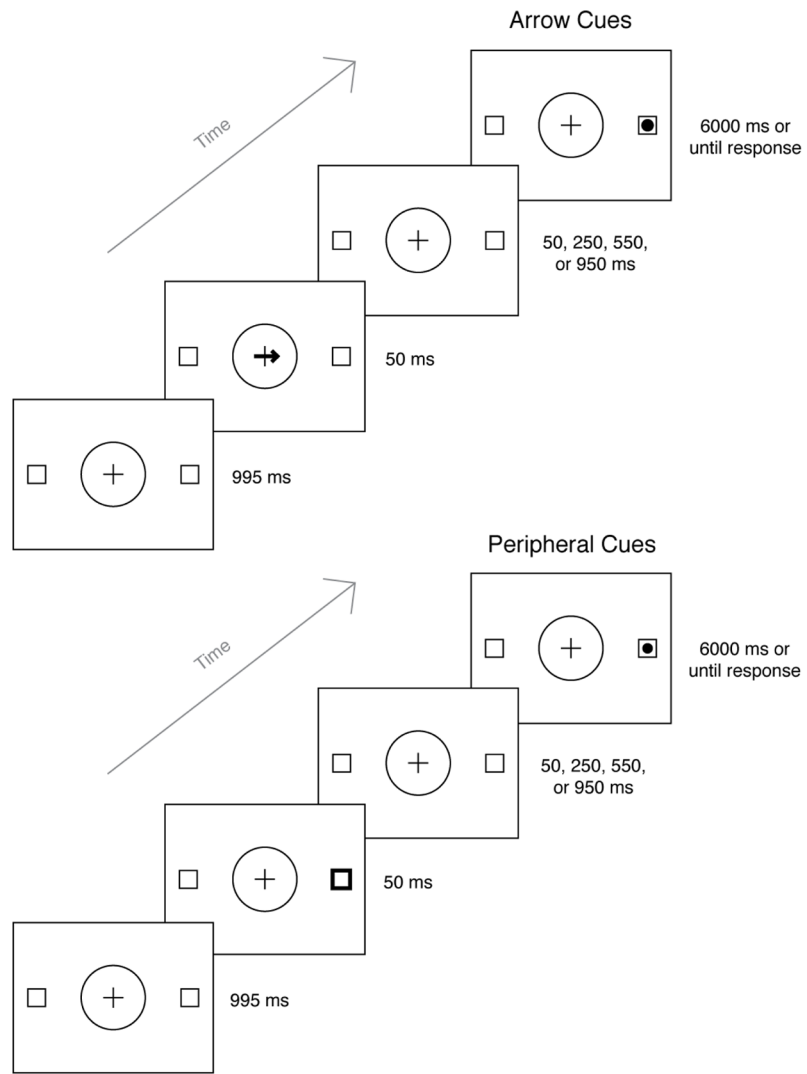 Arrow Cues
Time
6000 ms or
until response
50, 250, 550,
or 950 ms
50 ms
995 ms
Peripheral Cues
Time
6000 ms or
until response
50, 250, 550,
or 950 ms
50 ms
995 ms